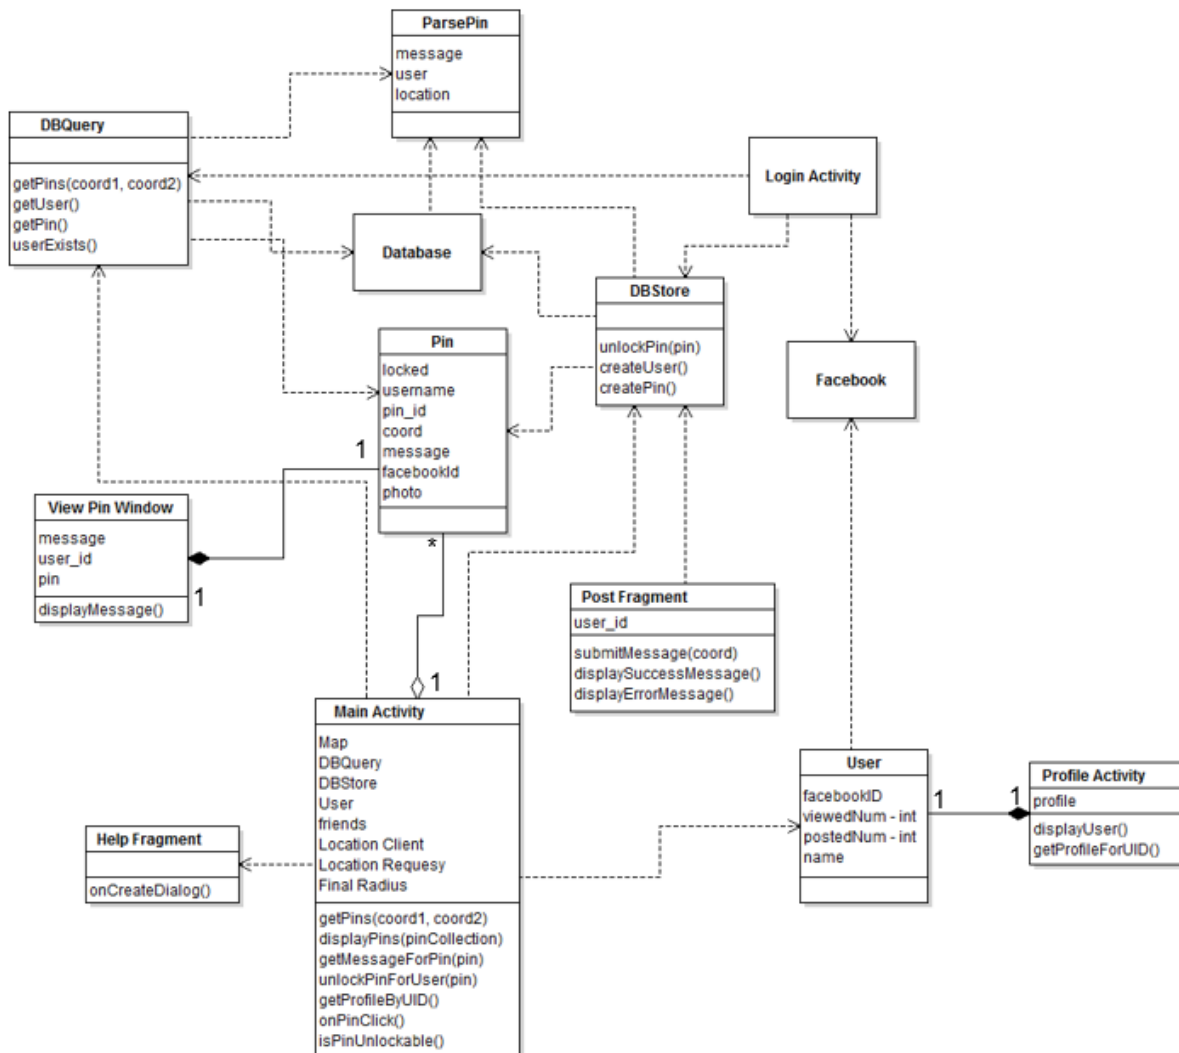 ParsePin
message
user
location
DBQuery
getPins(coord1, coord2)
getUser()
getPin()
userExists()
Login Activity
Database
DBStore
unlockPin(pin)
createUser()
createPin()
Facebook
Pin
locked
username
pin_id
coord
message
facebookId
photo
1
*
View Pin Window
message
user_id
pin
displayMessage()
1
Post Fragment
user_id
submitMessage(coord)
displaySuccessMessage()
displayErrorMessage()
1
Main Activity
Map
DBQuery
DBStore
User
friends
Location Client
Location Requesy
Final Radius
getPins(coord1, coord2)
displayPins(pinCollection)
getMessageForPin(pin)
unlockPinForUser(pin)
getProfileByUID()
onPinClick()
isPinUnlockable()
Help Fragment
onCreateDialog()
User
facebookID
viewedNum - int
postedNum - int
name
1
1
Profile Activity
profile
displayUser()
getProfileForUID()